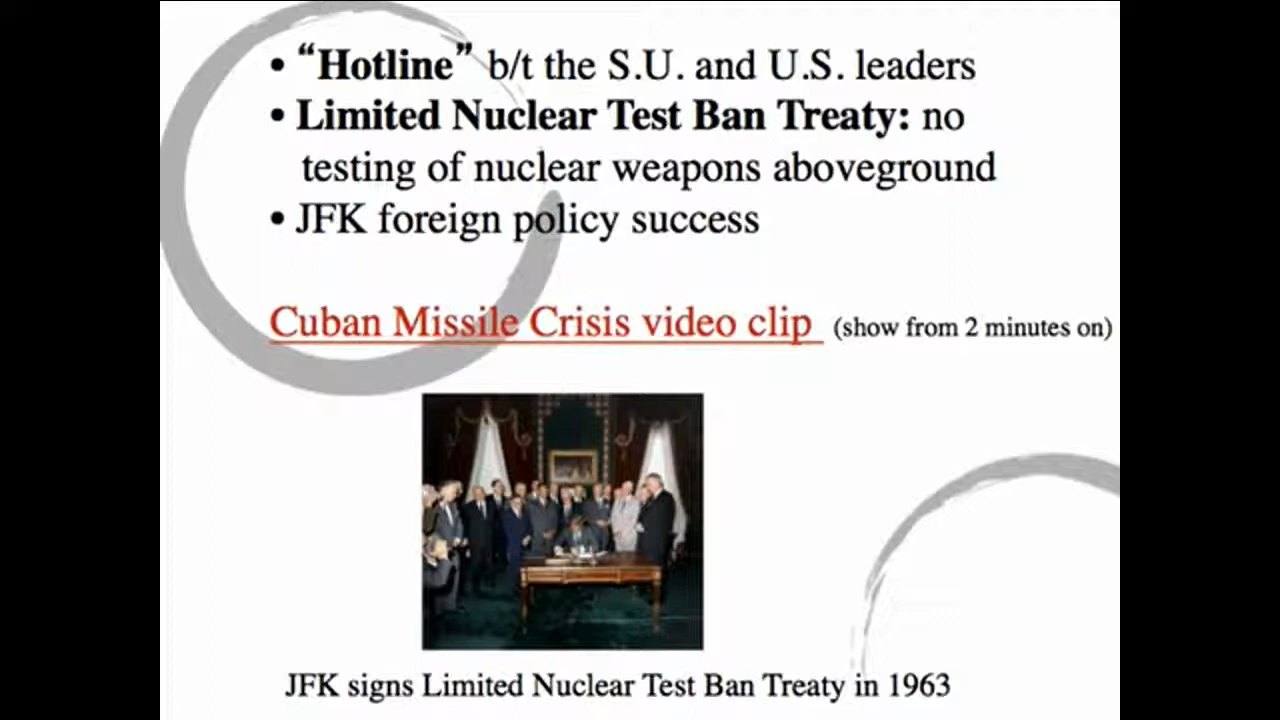 • “Hotline” b/t the S.U. and U.S. leaders
• Limited Nuclear Test Ban Treaty: no
testing of nuclear weapons aboveground
• JFK foreign policy success
Cuban Missile Crisis video clip (show from 2 minutes on)
JFK signs Limited Nuclear Test Ban Treaty in 1963